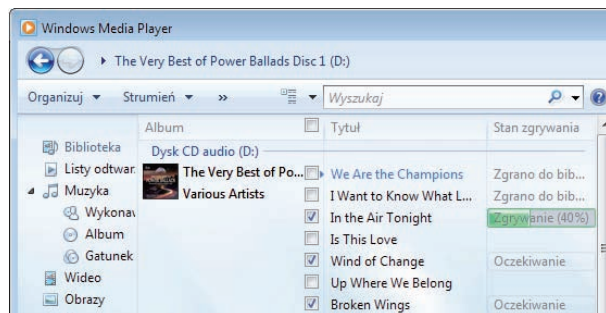 Windows Media Player
The Very Best of Power Ballads Disc 1 (D:)
Organizuj Strumień » Wyszukaj
Album Tytuł Stan zgrywania
Biblioteka Dysk CD audio (D:)
Listy odtwar: The Very Best of Po... We Are the Champions Zgrano do bib...
Muzyka Various Artists I Want to Know What L... Zgrano do bib...
Wykonav In the Air Tonight Zgrywanie (40%)
Album Is This Love
Gatunek Wind of Change Oczekiwanie
Wideo Up Where We Belong
Obrazy Broken Wings Oczekiwanie